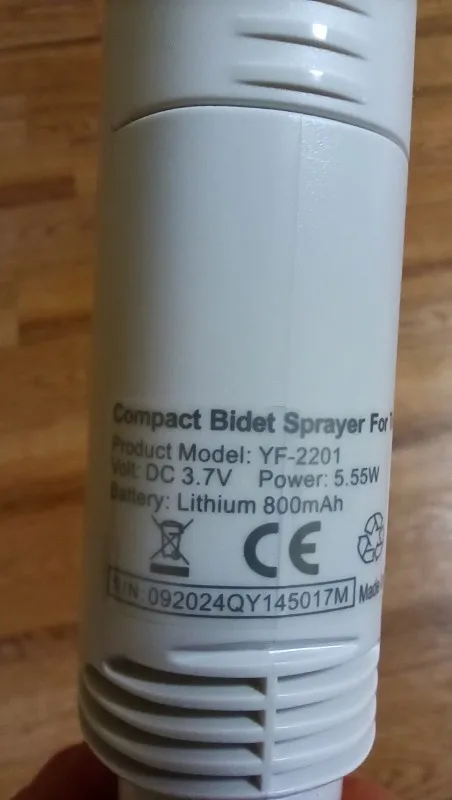 Compact Bidet Sprayer For
Product Model: YF-2201
Volt: DC 3.7V Power: 5.55W
Battery: Lithium 800mAh
CE
S/N 092024QY145017M Made